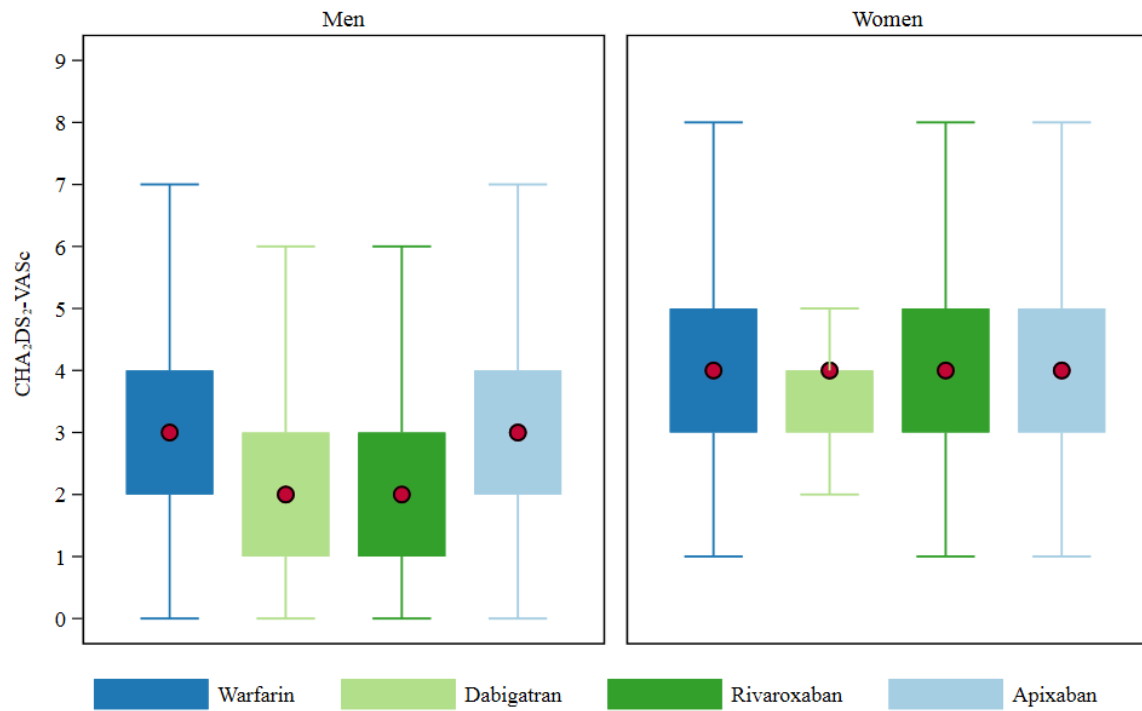 Men
Women
CHA₂DS₂-VASc
9
8
7
6
5
4
3
2
1
0
Warfarin
Dabigatran
Rivaroxaban
Apixaban